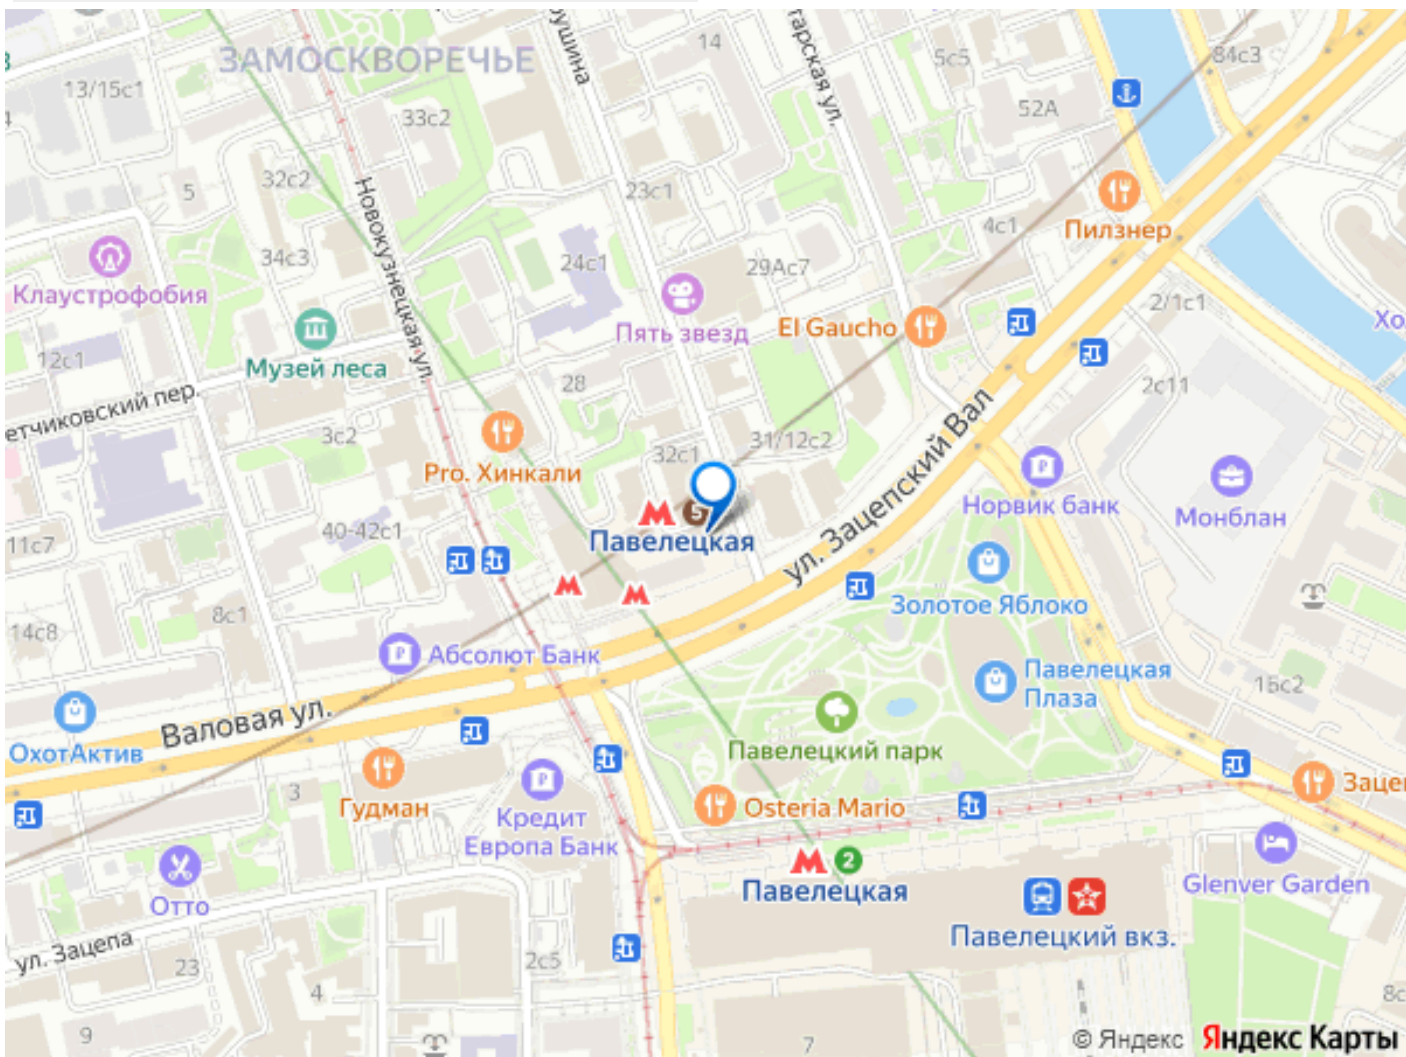 ЗАМОСКВОРЕЧЬЕ
14
5с5
84с3
13/15с1
33с2
52А
5
32с2
23с1
4с1
Пилзнер
Новокузнецкая ул.
34с3
24с1
29Ас7
Клаустрофобия
2/1с1
Пять звезд
El Gaucho
12с1
Музей леса
28
2с11
3с2
31/12с2
Pro. Хинкали
32с1
Норвик банк
Монблан
40-42с1
5
Павелецкая
ул. Зацепский Вал
11с7
Золотое Яблоко
14с8
8с1
Абсолют Банк
Павелецкая
Плаза
1Бс2
Валовая ул.
ОхотАктив
Павелецкий парк
3
Гудман
Кредит
Европа Банк
Osteria Mario
2
Павелецкая
Glenver Garden
Отто
Павелецкий вкз.
ул. Зацепа
23
2с5
4
9
7
© Яндекс Яндекс Карты